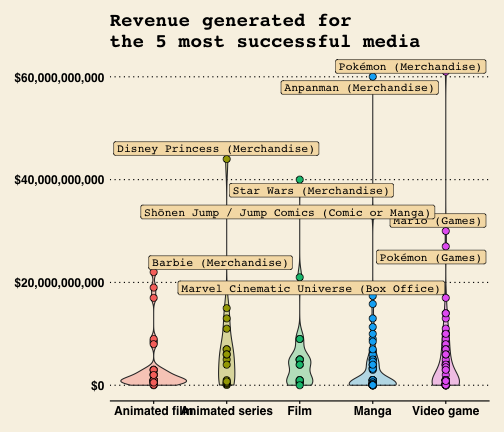 Revenue generated for
the 5 most successful media
Pokémon (Merchandise)
$60,000,000,000
Anpanman (Merchandise)
Disney Princess (Merchandise)
$40,000,000,000
Star Wars (Merchandise)
Shōnen Jump / Jump Comics (Comic or Manga)
Mario (Games)
Pokémon (Games)
Barbie (Merchandise)
$20,000,000,000
Marvel Cinematic Universe (Box Office)
$0
Animated film Animated series Film Manga Video game